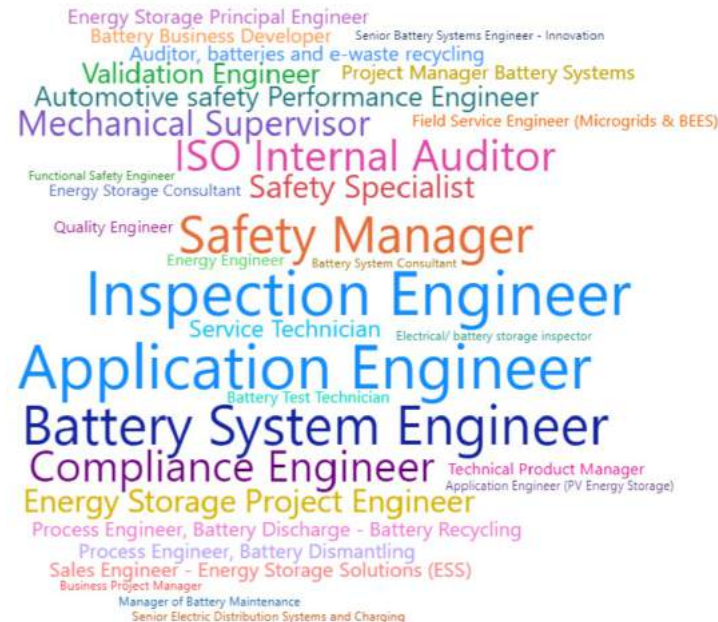 Energy Storage Principal Engineer
Battery Business Developer
Senior Battery Systems Engineer - Innovation
Auditor, batteries and e-waste recycling
Validation Engineer
Project Manager Battery Systems
Automotive safety Performance Engineer
Mechanical Supervisor
Field Service Engineer (Microgrids & BEES)
ISO Internal Auditor
Functional Safety Engineer
Energy Storage Consultant
Safety Specialist
Quality Engineer
Safety Manager
Energy Engineer
Battery System Consultant
Inspection Engineer
Service Technician
Electrical/ battery storage inspector
Application Engineer
Battery Test Technician
Battery System Engineer
Compliance Engineer
Technical Product Manager
Application Engineer (PV Energy Storage)
Energy Storage Project Engineer
Process Engineer, Battery Discharge - Battery Recycling
Process Engineer, Battery Dismantling
Sales Engineer - Energy Storage Solutions (ESS)
Business Project Manager
Manager of Battery Maintenance
Senior Electric Distribution Systems and Charging